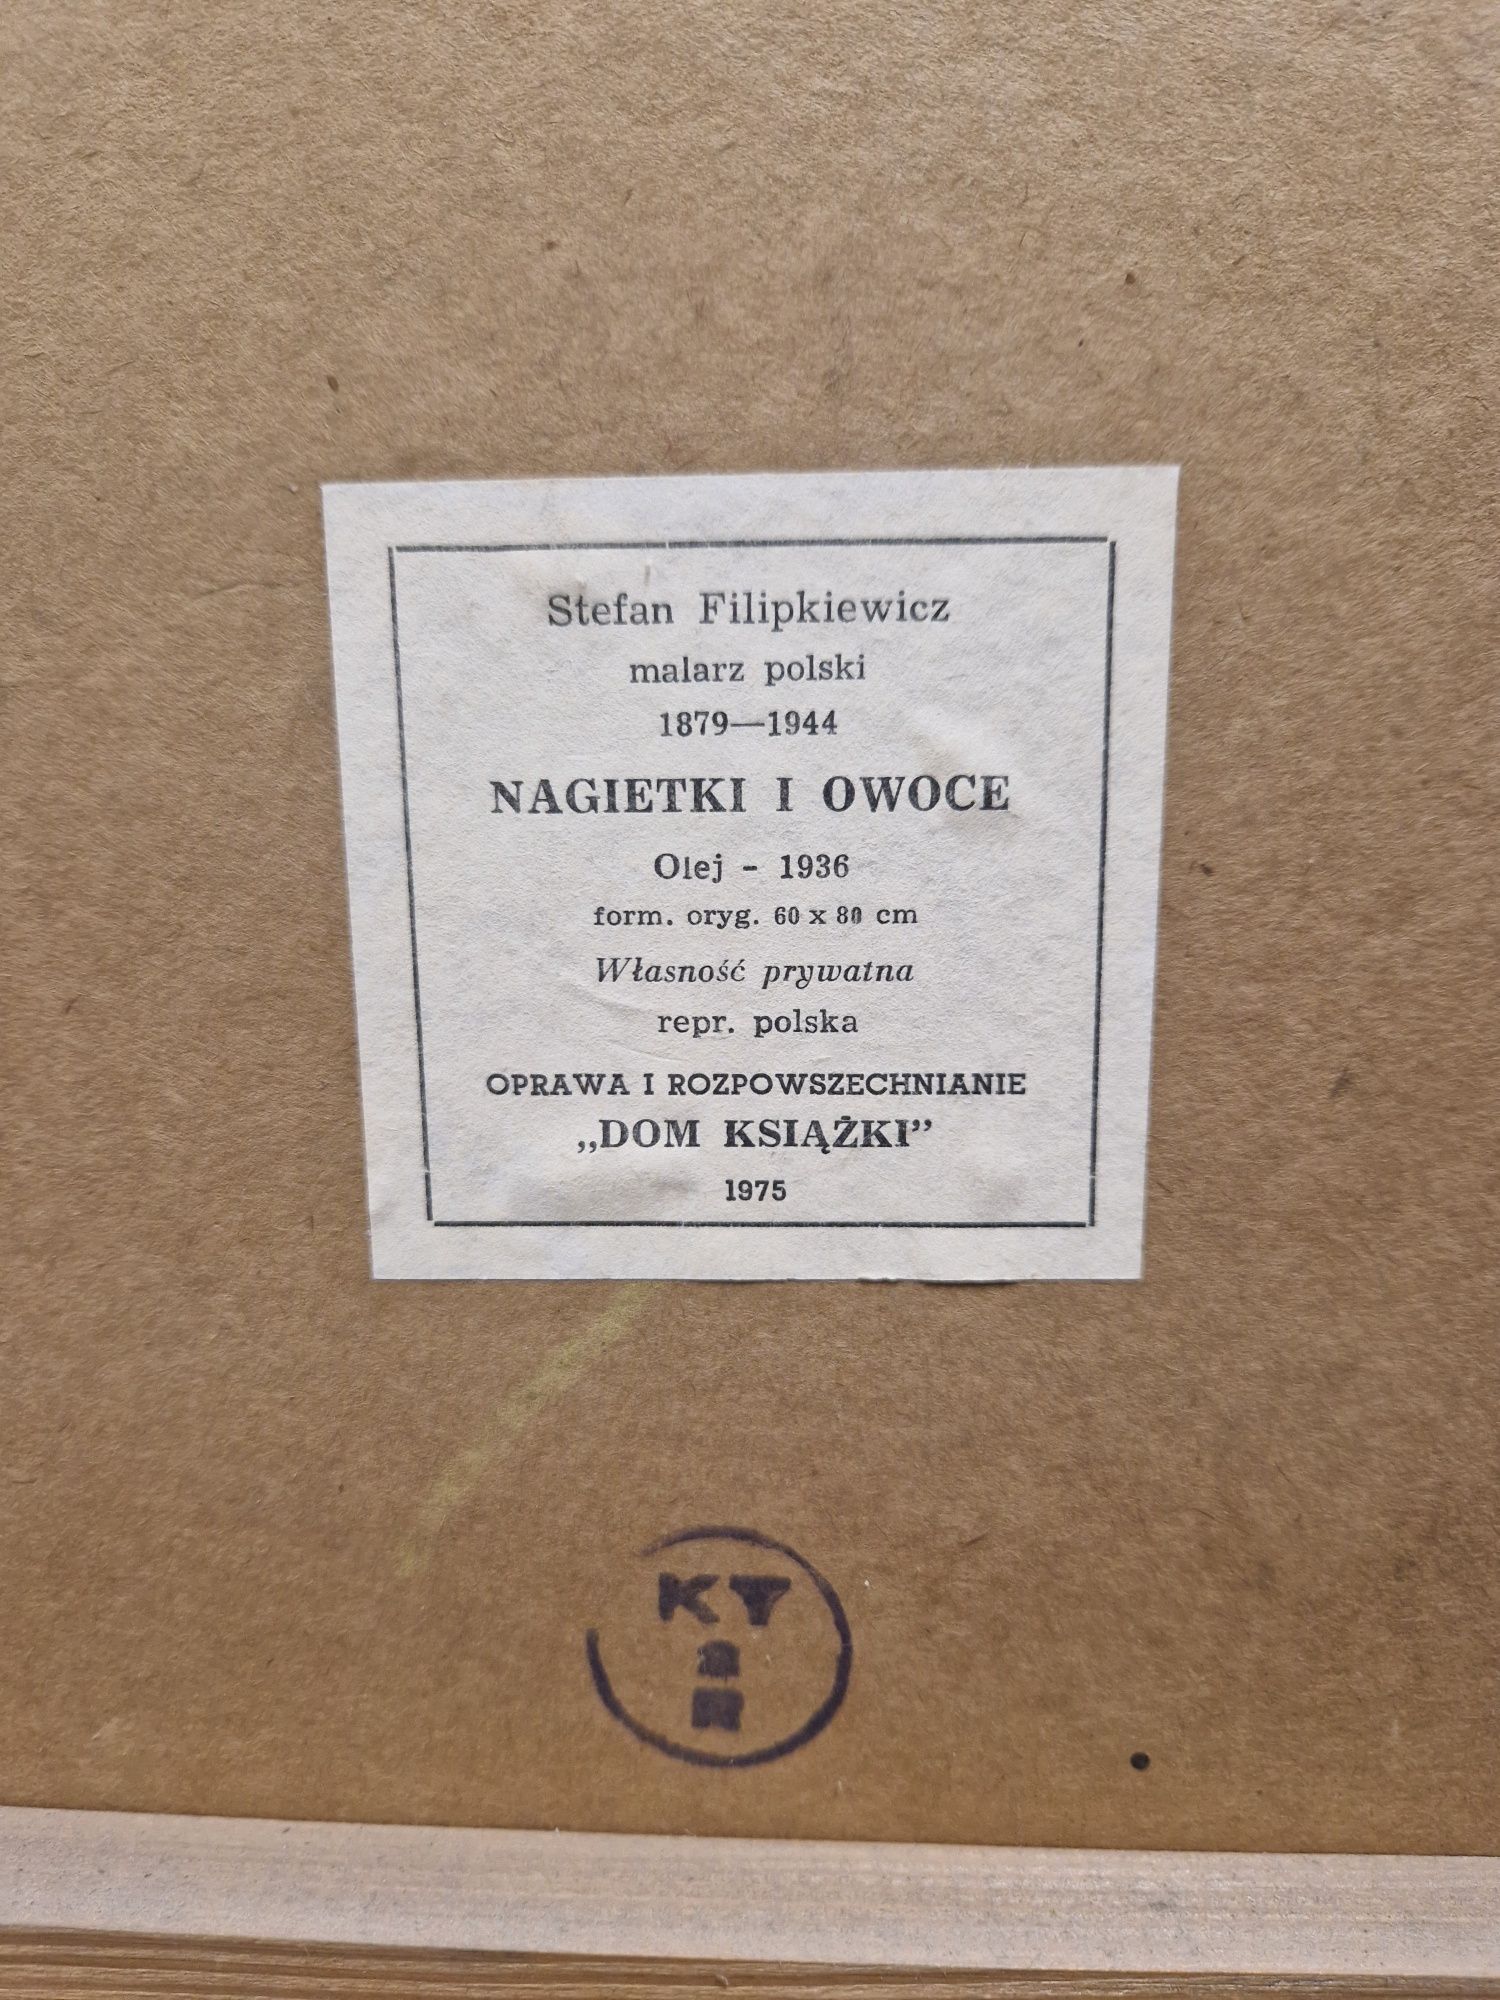 Stefan Filipkiewicz
malarz polski
1879—1944
NAGIETKI I OWOCE
Olej - 1936
form. oryg. 60 x 80 cm
Własność prywatna
repr. polska
OPRAWA I ROZPOWSZECHNIANIE
„DOM KSIĄŻKI”
1975
KT
R